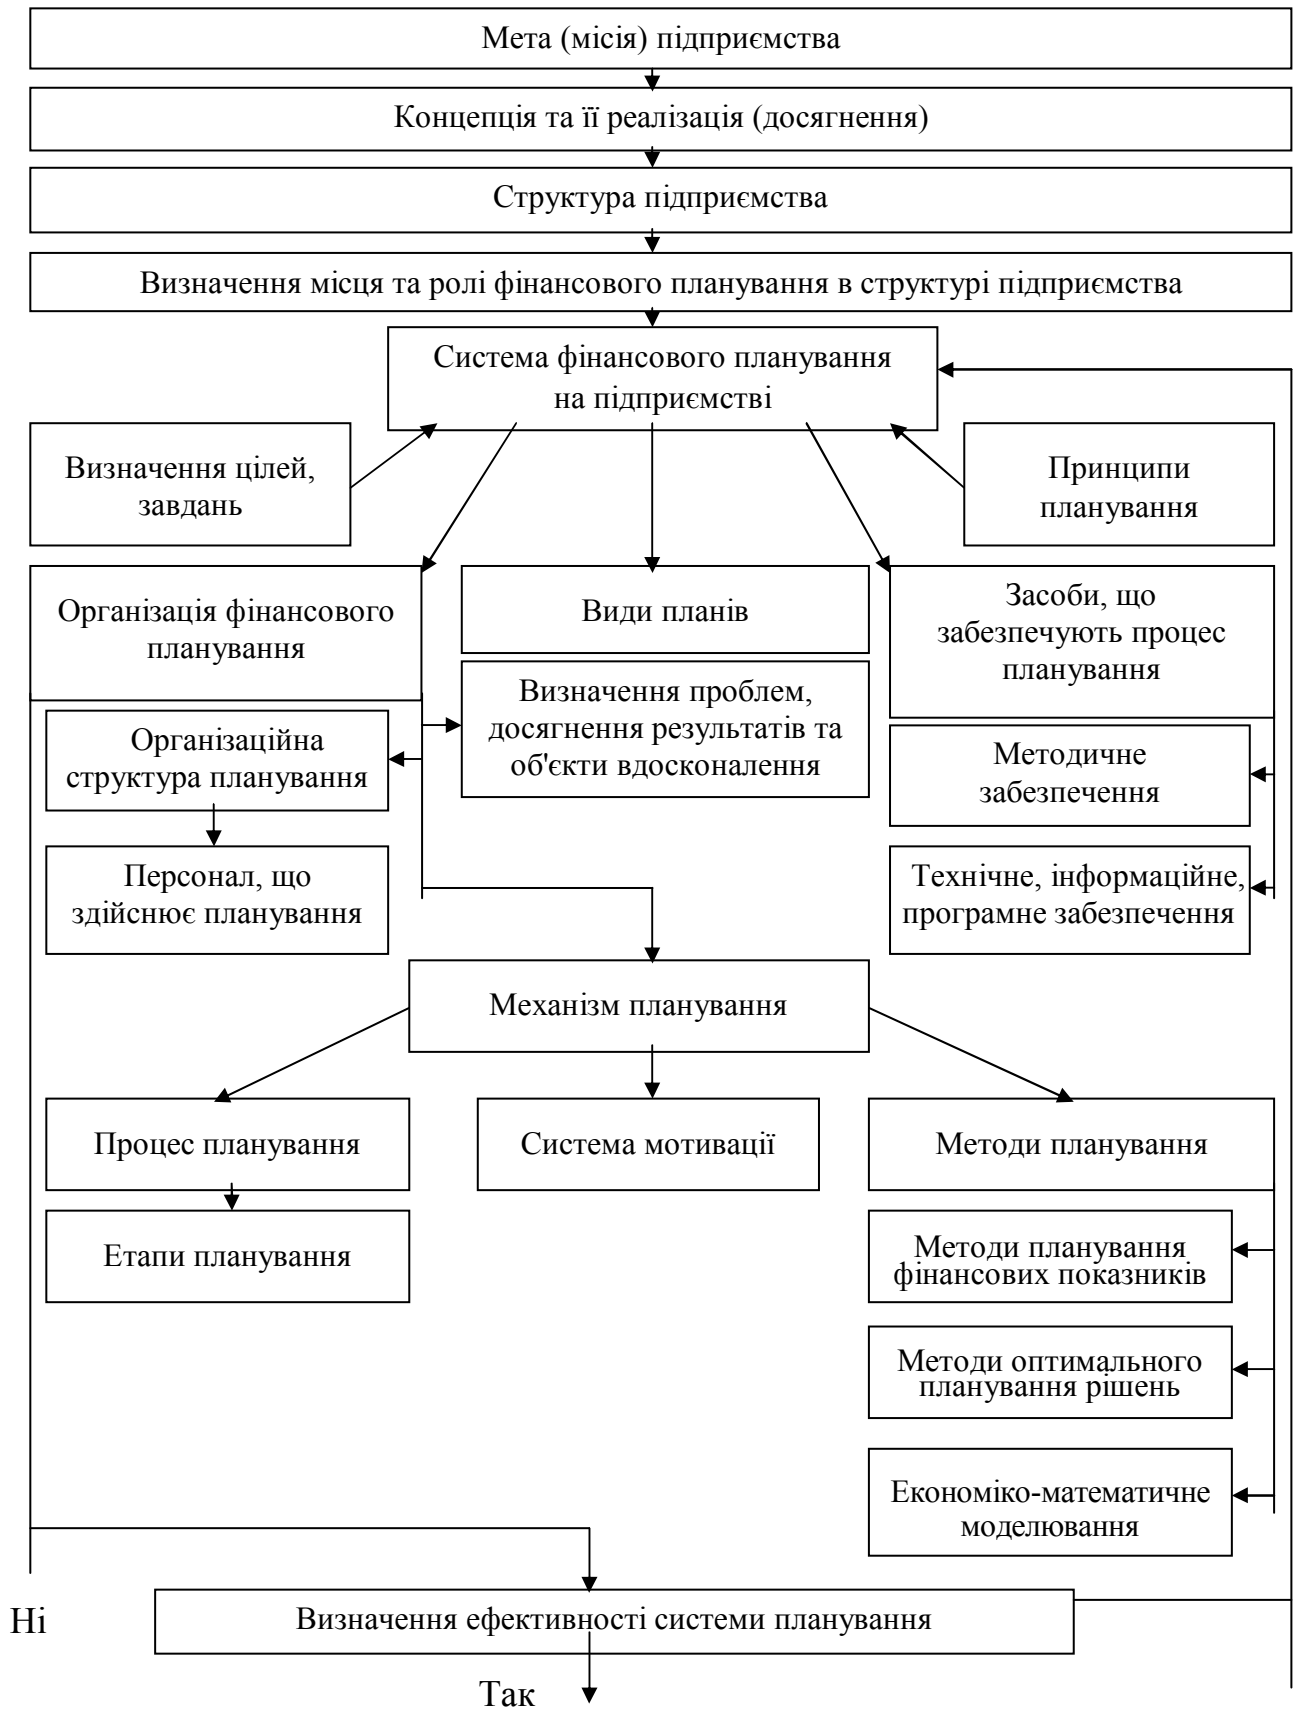 Мета (місія) підприємства
Концепція та її реалізація (досягнення)
Структура підприємства
Визначення місця та ролі фінансового планування в структурі підприємства
Система фінансового планування
на підприємстві
Визначення цілей,
завдань
Принципи
планування
Організація фінансового
планування
Види планів
Засоби, що
забезпечують процес
планування
Визначення проблем,
досягнення результатів та
об'єкти вдосконалення
Організаційна
структура планування
Методичне
забезпечення
Персонал, що
здійснює планування
Технічне, інформаційне,
програмне забезпечення
Механізм планування
Процес планування
Система мотивації
Методи планування
Етапи планування
Методи планування
фінансових показників
Методи оптимального
планування рішень
Економіко-математичне
моделювання
Ні
Визначення ефективності системи планування
Так